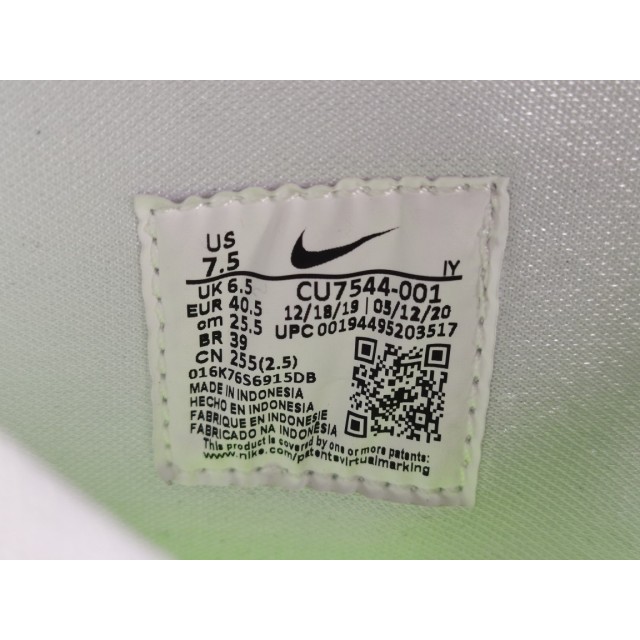 US
7.5
IY
UK 6.5
EUR 40.5
cm 25.5
BR 39
CN 255(2.5)
CU7544-001
12/18/19 | 03/12/20
UPC 00194495203517
016K76S6915DB
MADE IN INDONESIA
HECHO EN INDONESIA
FABRIQUE EN INDONESIE
FABRICADO NA INDONESIA
This product is covered by one or more patents:
www.nike.com/patentsvirtualmarking